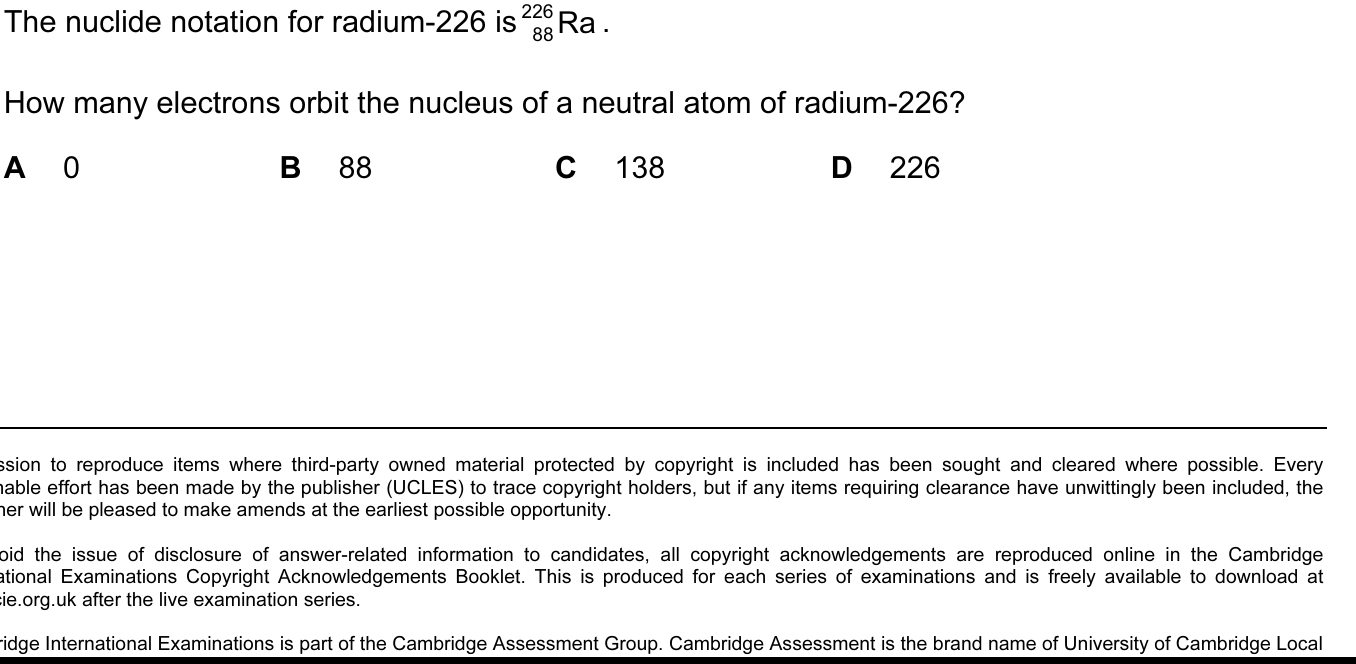 The nuclide notation for radium-226 is ²²⁶₈₈Ra .
How many electrons orbit the nucleus of a neutral atom of radium-226?
A 0 B 88 C 138 D 226
ssion to reproduce items where third-party owned material protected by copyright is included has been sought and cleared where possible. Every
nable effort has been made by the publisher (UCLES) to trace copyright holders, but if any items requiring clearance have unwittingly been included, the
her will be pleased to make amends at the earliest possible opportunity.
oid the issue of disclosure of answer-related information to candidates, all copyright acknowledgements are reproduced online in the Cambridge
ational Examinations Copyright Acknowledgements Booklet. This is produced for each series of examinations and is freely available to download at
cie.org.uk after the live examination series.
ridge International Examinations is part of the Cambridge Assessment Group. Cambridge Assessment is the brand name of University of Cambridge Local